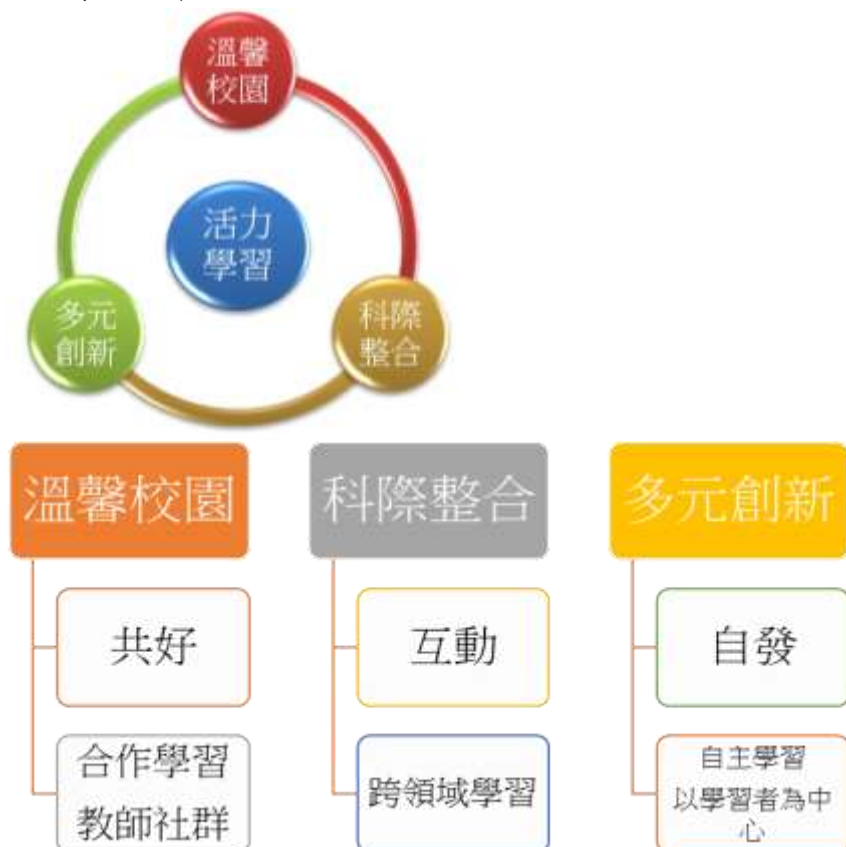 溫馨
校園
活力
學習
多元
創新
科際
整合
溫馨校園
科際整合
多元創新
共好
互動
自發
合作學習
教師社群
跨領域學習
自主學習
以學習者為中
心